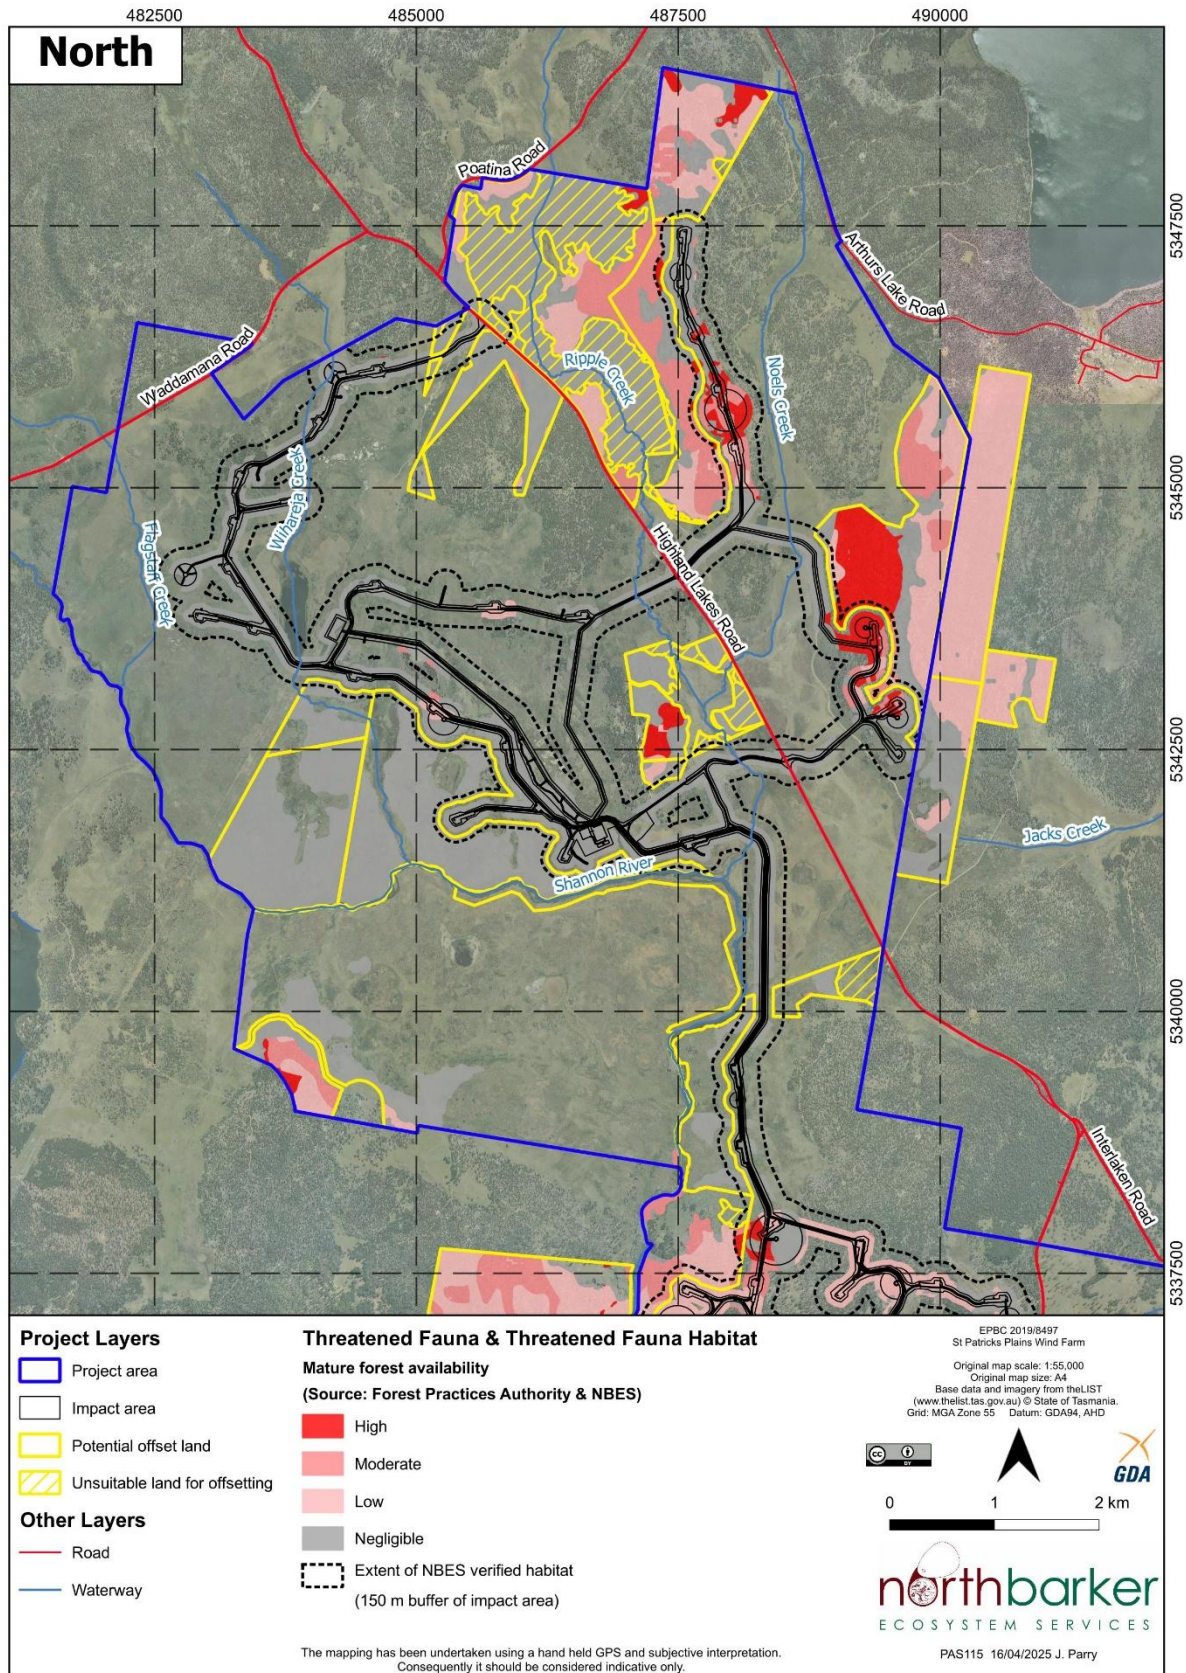 482500 485000 487500 490000
North
Poatina Road
5347500
Arthurs Lake Road
Waddamana Road
Ripple Creek
Noels Creek
5345000
Wihareja Creek
Flagstaff Creek
Highland Lakes Road
5342500
Jacks Creek
Shannon River
5340000
Interlaken Road
5337500
Project Layers
Project area
Impact area
Potential offset land
Unsuitable land for offsetting
Other Layers
Road
Waterway
Threatened Fauna & Threatened Fauna Habitat
Mature forest availability
(Source: Forest Practices Authority & NBES)
High
Moderate
Low
Negligible
Extent of NBES verified habitat
(150 m buffer of impact area)
The mapping has been undertaken using a hand held GPS and subjective interpretation.
Consequently it should be considered indicative only.
EPBC 2019/8497
St Patricks Plains Wind Farm
Original map scale: 1:55,000
Original map size: A4
Base data and imagery from theLIST
(www.thelist.tas.gov.au) © State of Tasmania.
Grid: MGA Zone 55 Datum: GDA94, AHD
cc BY
GDA
0 1 2 km
northbarker
ECOSYSTEM SERVICES
PAS115 16/04/2025 J. Parry